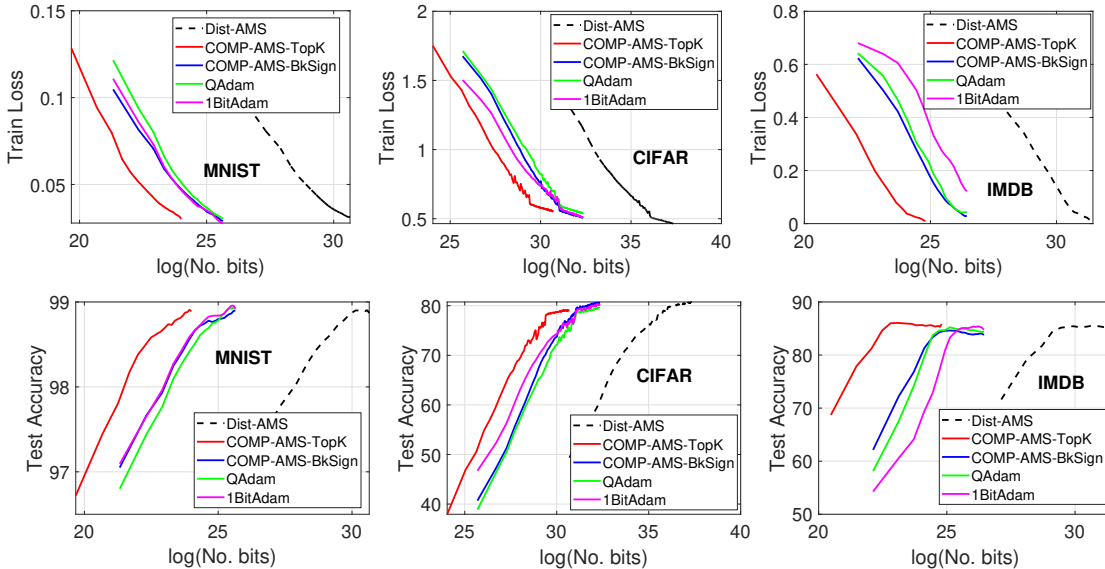 0.15
0.1
0.05
Train Loss
Dist-AMS
COMP-AMS-TopK
COMP-AMS-BkSign
QAdam
1BitAdam
MNIST
20 25 30
log(No. bits)
2
1.5
1
0.5
Train Loss
Dist-AMS
COMP-AMS-TopK
COMP-AMS-BkSign
QAdam
1BitAdam
CIFAR
25 30 35 40
log(No. bits)
0.8
0.6
0.4
0.2
0
Train Loss
Dist-AMS
COMP-AMS-TopK
COMP-AMS-BkSign
QAdam
1BitAdam
IMDB
20 25 30
log(No. bits)
99
98
97
Test Accuracy
MNIST
Dist-AMS
COMP-AMS-TopK
COMP-AMS-BkSign
QAdam
1BitAdam
20 25 30
log(No. bits)
80
70
60
50
40
Test Accuracy
CIFAR
Dist-AMS
COMP-AMS-TopK
COMP-AMS-BkSign
QAdam
1BitAdam
25 30 35 40
log(No. bits)
90
80
70
60
50
Test Accuracy
IMDB
Dist-AMS
COMP-AMS-TopK
COMP-AMS-BkSign
QAdam
1BitAdam
20 25 30
log(No. bits)